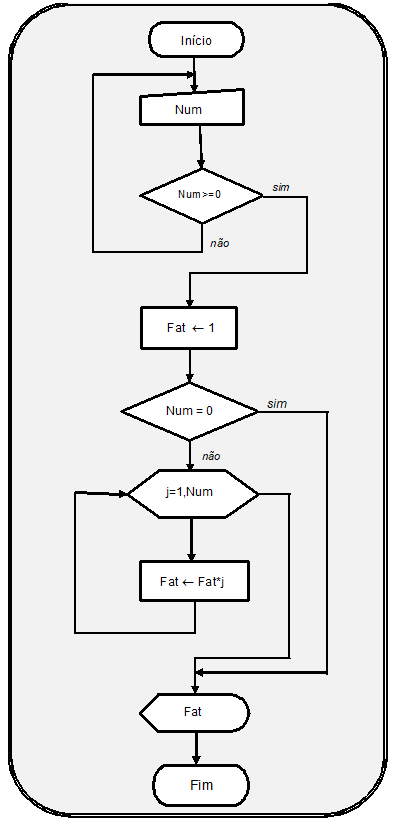 Início
Num
Num>=0
sim
não
Fat ← 1
Num = 0
sim
não
j=1,Num
Fat ← Fat*j
Fat
Fim